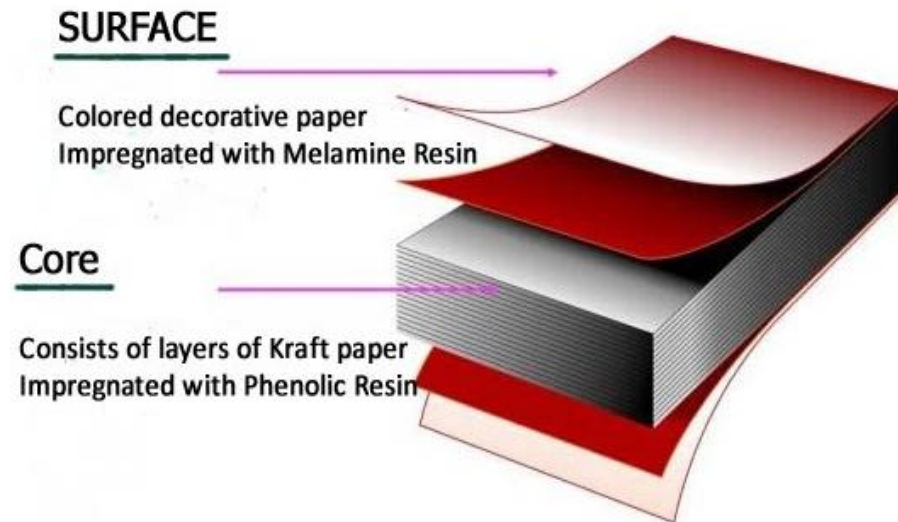 SURFACE
Colored decorative paper
Impregnated with Melamine Resin
Core
Consists of layers of Kraft paper
Impregnated with Phenolic Resin